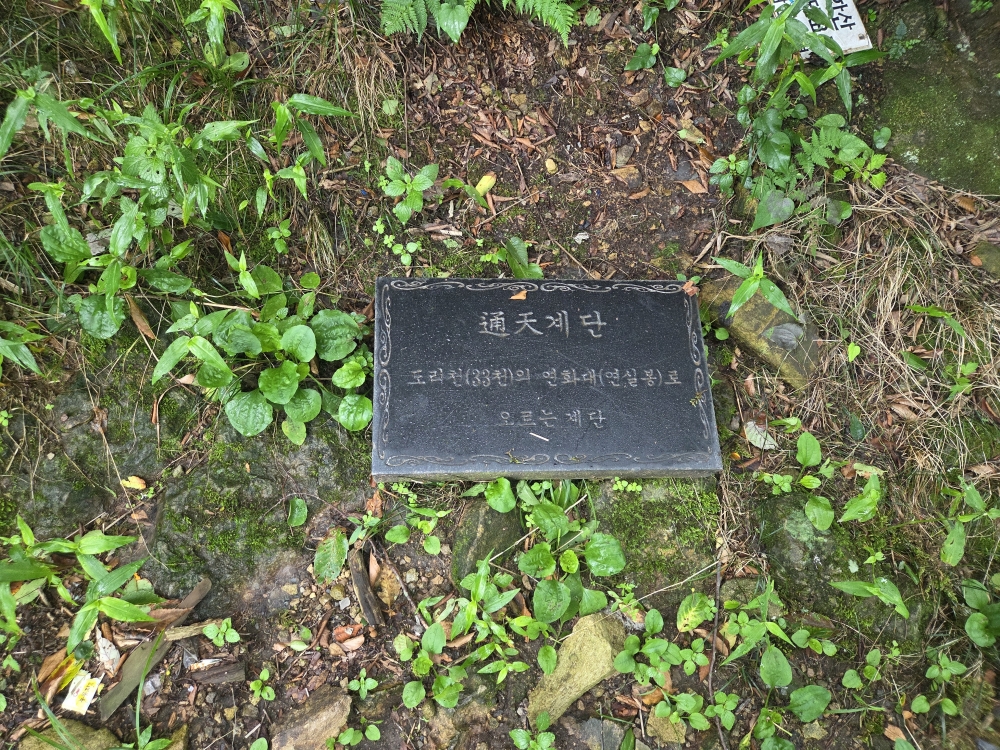 通天계단
도리천(33천)의 연화대(연실봉)로
오르는 계단